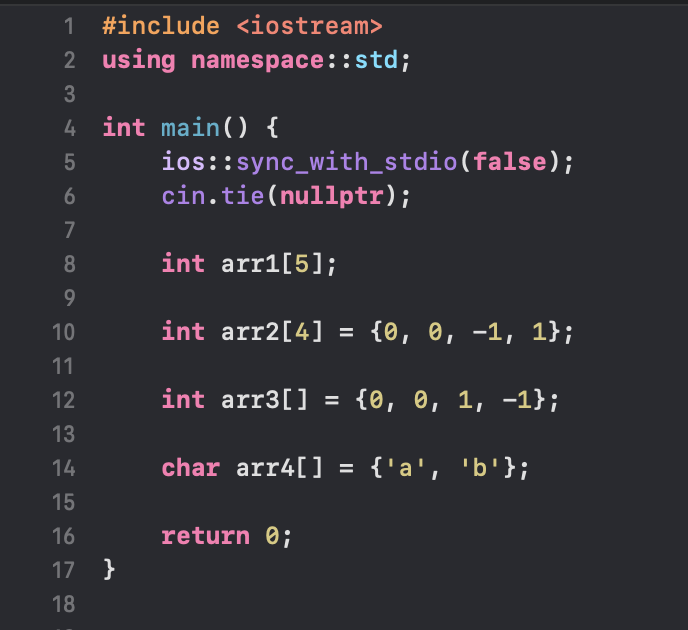 1 #include <iostream>
2 using namespace::std;
3
4 int main() {
5     ios::sync_with_stdio(false);
6     cin.tie(nullptr);
7
8     int arr1[5];
9
10     int arr2[4] = {0, 0, -1, 1};
11
12     int arr3[] = {0, 0, 1, -1};
13
14     char arr4[] = {'a', 'b'};
15
16     return 0;
17 }
18